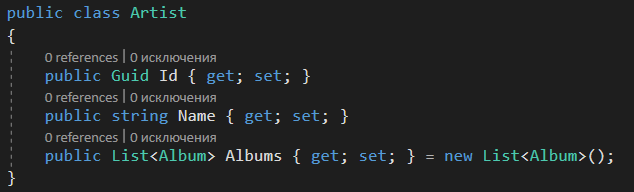 public class Artist
{
0 references | 0 исключения
public Guid Id { get; set; }
0 references | 0 исключения
public string Name { get; set; }
0 references | 0 исключения
public List<Album> Albums { get; set; } = new List<Album>();
}